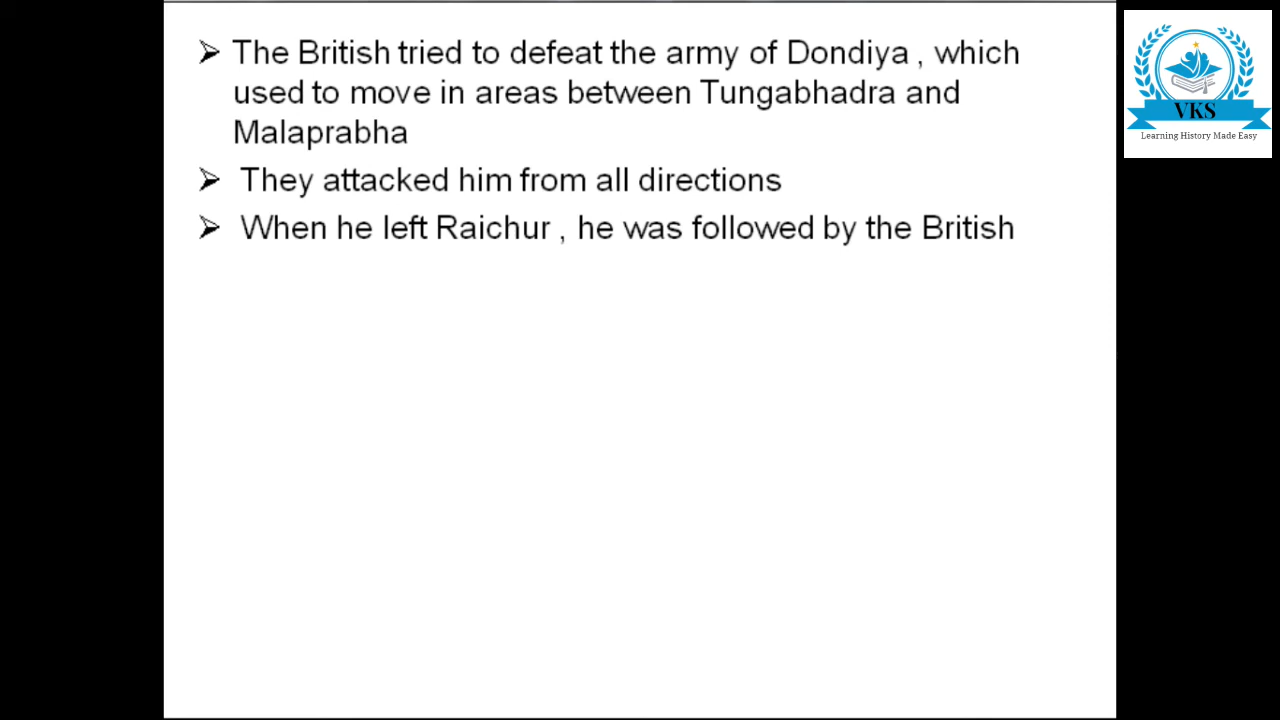 ➢ The British tried to defeat the army of Dondiya , which
used to move in areas between Tungabhadra and
Malaprabha
➢ They attacked him from all directions
➢ When he left Raichur , he was followed by the British
VKS
Learning History Made Easy